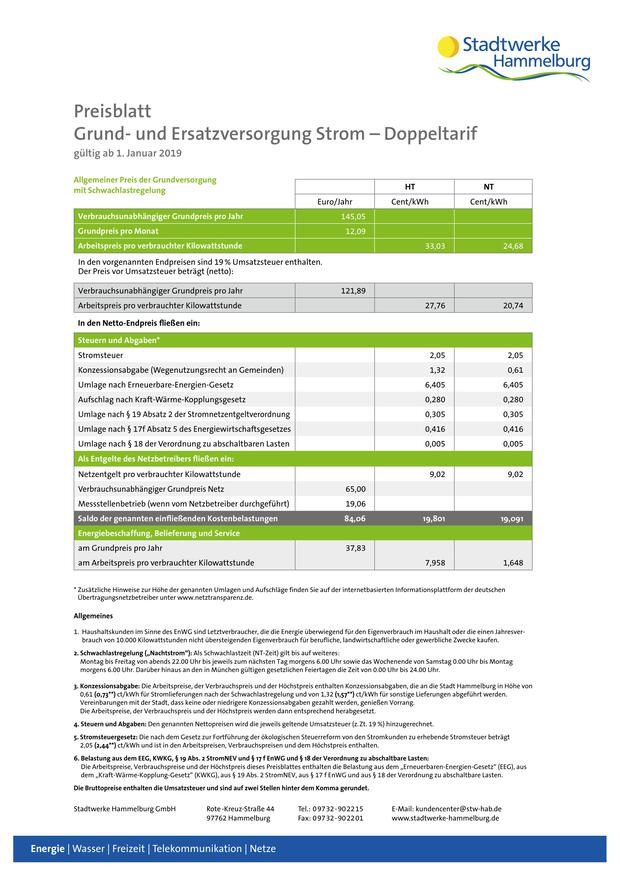 Stadtwerke
Hammelburg
Preisblatt
Grund- und Ersatzversorgung Strom – Doppeltarif
gültig ab 1. Januar 2019
Allgemeiner Preis der Grundversorgung
mit Schwachlastregelung
HT NT
Euro/Jahr Cent/kWh Cent/kWh
Verbrauchsunabhängiger Grundpreis pro Jahr 145,05
Grundpreis pro Monat 12,09
Arbeitspreis pro verbrauchter Kilowattstunde 33,03 24,68
In den vorgenannten Endpreisen sind 19 % Umsatzsteuer enthalten.
Der Preis vor Umsatzsteuer beträgt (netto):
Verbrauchsunabhängiger Grundpreis pro Jahr 121,89
Arbeitspreis pro verbrauchter Kilowattstunde 27,76 20,74
In den Netto-Endpreis fließen ein:
Steuern und Abgaben*
Stromsteuer 2,05 2,05
Konzessionsabgabe (Wegenutzungsrecht an Gemeinden) 1,32 0,61
Umlage nach Erneuerbare-Energien-Gesetz 6,405 6,405
Aufschlag nach Kraft-Wärme-Kopplungsgesetz 0,280 0,280
Umlage nach § 19 Absatz 2 der Stromnetzentgeltverordnung 0,305 0,305
Umlage nach § 17f Absatz 5 des Energiewirtschaftsgesetzes 0,416 0,416
Umlage nach § 18 der Verordnung zu abschaltbaren Lasten 0,005 0,005
Als Entgelte des Netzbetreibers fließen ein:
Netzentgelt pro verbrauchter Kilowattstunde 9,02 9,02
Verbrauchsunabhängiger Grundpreis Netz 65,00
Messstellenbetrieb (wenn vom Netzbetreiber durchgeführt) 19,06
Saldo der genannten einfließenden Kostenbelastungen 84,06 19,801 19,091
Energiebeschaffung, Belieferung und Service
am Grundpreis pro Jahr 37,83
am Arbeitspreis pro verbrauchter Kilowattstunde 7,958 1,648
* Zusätzliche Hinweise zur Höhe der genannten Umlagen und Aufschläge finden Sie auf der internetbasierten Informationsplattform der deutschen
Übertragungsnetzbetreiber unter www.netztransparenz.de.
Allgemeines
1. Haushaltskunden im Sinne des EnWG sind Letztverbraucher, die die Energie überwiegend für den Eigenverbrauch im Haushalt oder die einen Jahresver-
brauch von 10.000 Kilowattstunden nicht übersteigenden Eigenverbrauch für berufliche, landwirtschaftliche oder gewerbliche Zwecke kaufen.
2. Schwachlastregelung („Nachtstrom“): Als Schwachlastzeit (NT-Zeit) gilt bis auf weiteres:
Montag bis Freitag von abends 22.00 Uhr bis jeweils zum nächsten Tag morgens 6.00 Uhr sowie das Wochenende von Samstag 0.00 Uhr bis Montag
morgens 6.00 Uhr. Darüber hinaus an den in München gültigen gesetzlichen Feiertagen die Zeit von 0.00 Uhr bis 24.00 Uhr.
3. Konzessionsabgabe: Die Arbeitspreise, der Verbrauchspreis und der Höchstpreis enthalten Konzessionsabgaben, die an die Stadt Hammelburg in Höhe von
0,61 (0,73**) ct/kWh für Stromlieferungen nach der Schwachlastregelung und von 1,32 (1,57**) ct/kWh für sonstige Lieferungen abgeführt werden.
Vereinbarungen mit der Stadt, dass keine oder niedrigere Konzessionsabgaben gezahlt werden, genießen Vorrang.
Die Arbeitspreise, der Verbrauchspreis und der Höchstpreis werden dann entsprechend herabgesetzt.
4. Steuern und Abgaben: Den genannten Nettopreisen wird die jeweils geltende Umsatzsteuer (z.Zt. 19 %) hinzugerechnet.
5. Stromsteuergesetz: Die nach dem Gesetz zur Fortführung der ökologischen Steuerreform von den Stromkunden zu erhebende Stromsteuer beträgt
2,05 (2,44**) ct/kWh und ist in den Arbeitspreisen, Verbrauchspreisen und dem Höchstpreis enthalten.
6. Belastung aus dem EEG, KWKG, § 19 Abs. 2 StromNEV, § 17 f EnWG und § 18 der Verordnung zu abschaltbaren Lasten:
Die Arbeitspreise, Verbrauchspreise und der Höchstpreis dieses Preisblattes enthalten die Belastung aus dem „Erneuerbaren-Energien-Gesetz“ (EEG), aus
dem „Kraft-Wärme-Kopplung-Gesetz“ (KWKG), aus § 19 Abs. 2 StromNEV, aus § 17 f EnWG und aus § 18 der Verordnung zu abschaltbaren Lasten.
Die Bruttopreise enthalten die Umsatzsteuer und sind auf zwei Stellen hinter dem Komma gerundet.
Stadtwerke Hammelburg GmbH Rote-Kreuz-Straße 44 Tel.: 09732-902215 E-Mail: kundencenter@stw-hab.de
97762 Hammelburg Fax: 09732-902201 www.stadtwerke-hammelburg.de
Energie | Wasser | Freizeit | Telekommunikation | Netze